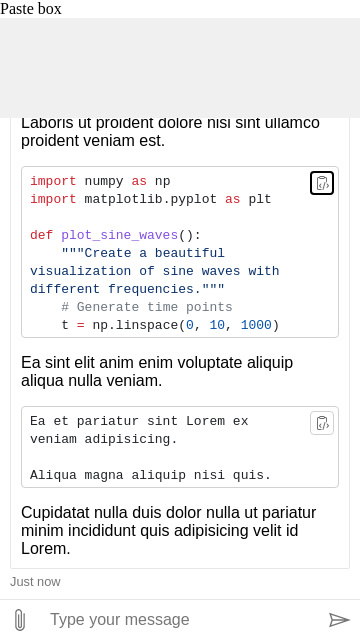 Paste box
Laboris ut proident dolore nisi sint ullamco
proident veniam est.
import numpy as np
import matplotlib.pyplot as plt
def plot_sine_waves():
"""Create a beautiful
visualization of sine waves with
different frequencies."""
# Generate time points
t = np.linspace(0, 10, 1000)
Ea sint elit anim enim voluptate aliquip
aliqua nulla veniam.
Ea et pariatur sint Lorem ex
veniam adipisicing.
Aliqua magna aliquip nisi quis.
Cupidatat nulla duis dolor nulla ut pariatur
minim incididunt quis adipisicing velit id
Lorem.
Just now
Type your message